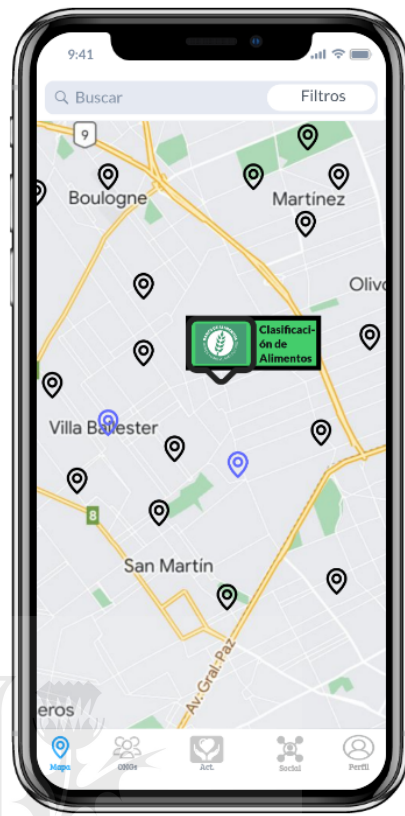 9:41
Buscar
Filtros
9
Boulogne
Martínez
Olivo
Clasificaci-
ón de
Alimentos
Villa Ballester
8
San Martín
Av. Gral. Paz
eros
Mapa
ONGs
Act.
Social
Perfil